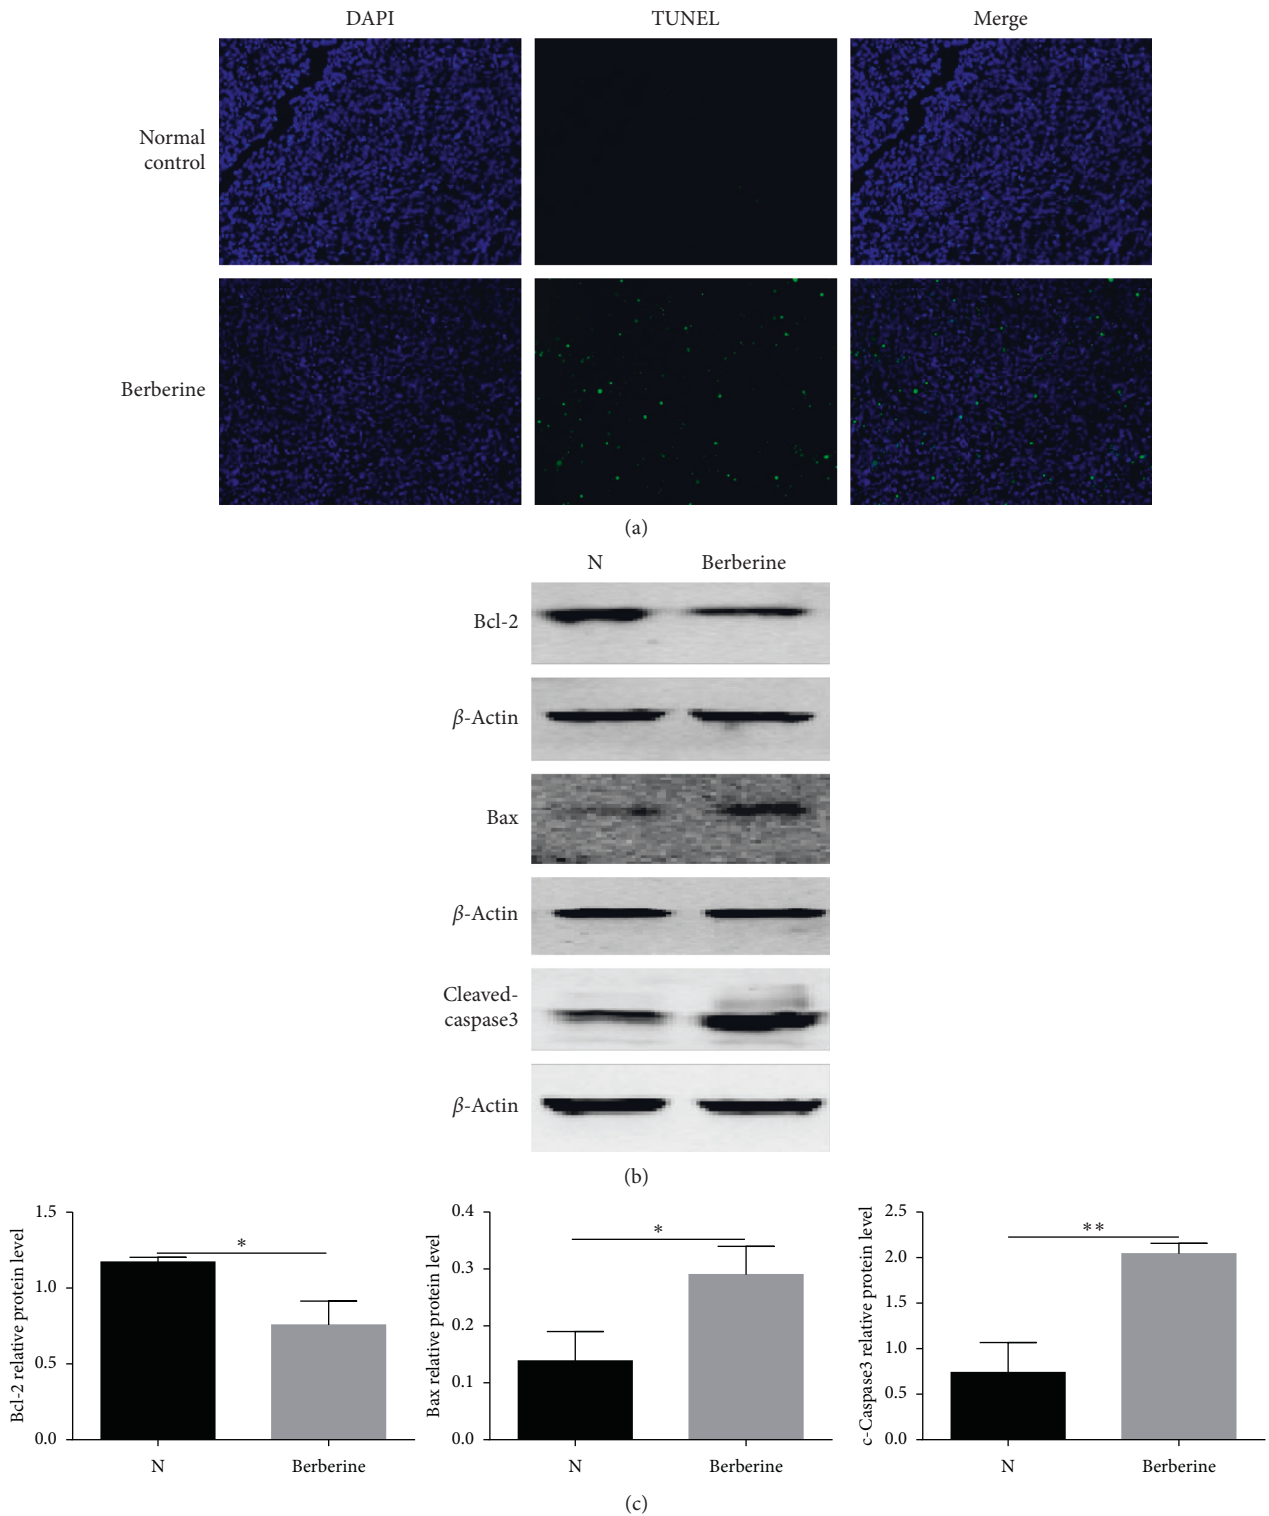 DAPI
TUNEL
Merge
Normal
control
Berberine
(a)
N
Berberine
Bcl-2
β-Actin
Bax
β-Actin
Cleaved-
caspase3
β-Actin
(b)
Bcl-2 relative protein level
1.5
1.0
0.5
0.0
*
N
Berberine
Bax relative protein level
0.4
0.3
0.2
0.1
0.0
*
N
Berberine
c-Caspase3 relative protein level
2.5
2.0
1.5
1.0
0.5
0.0
**
N
Berberine
(c)